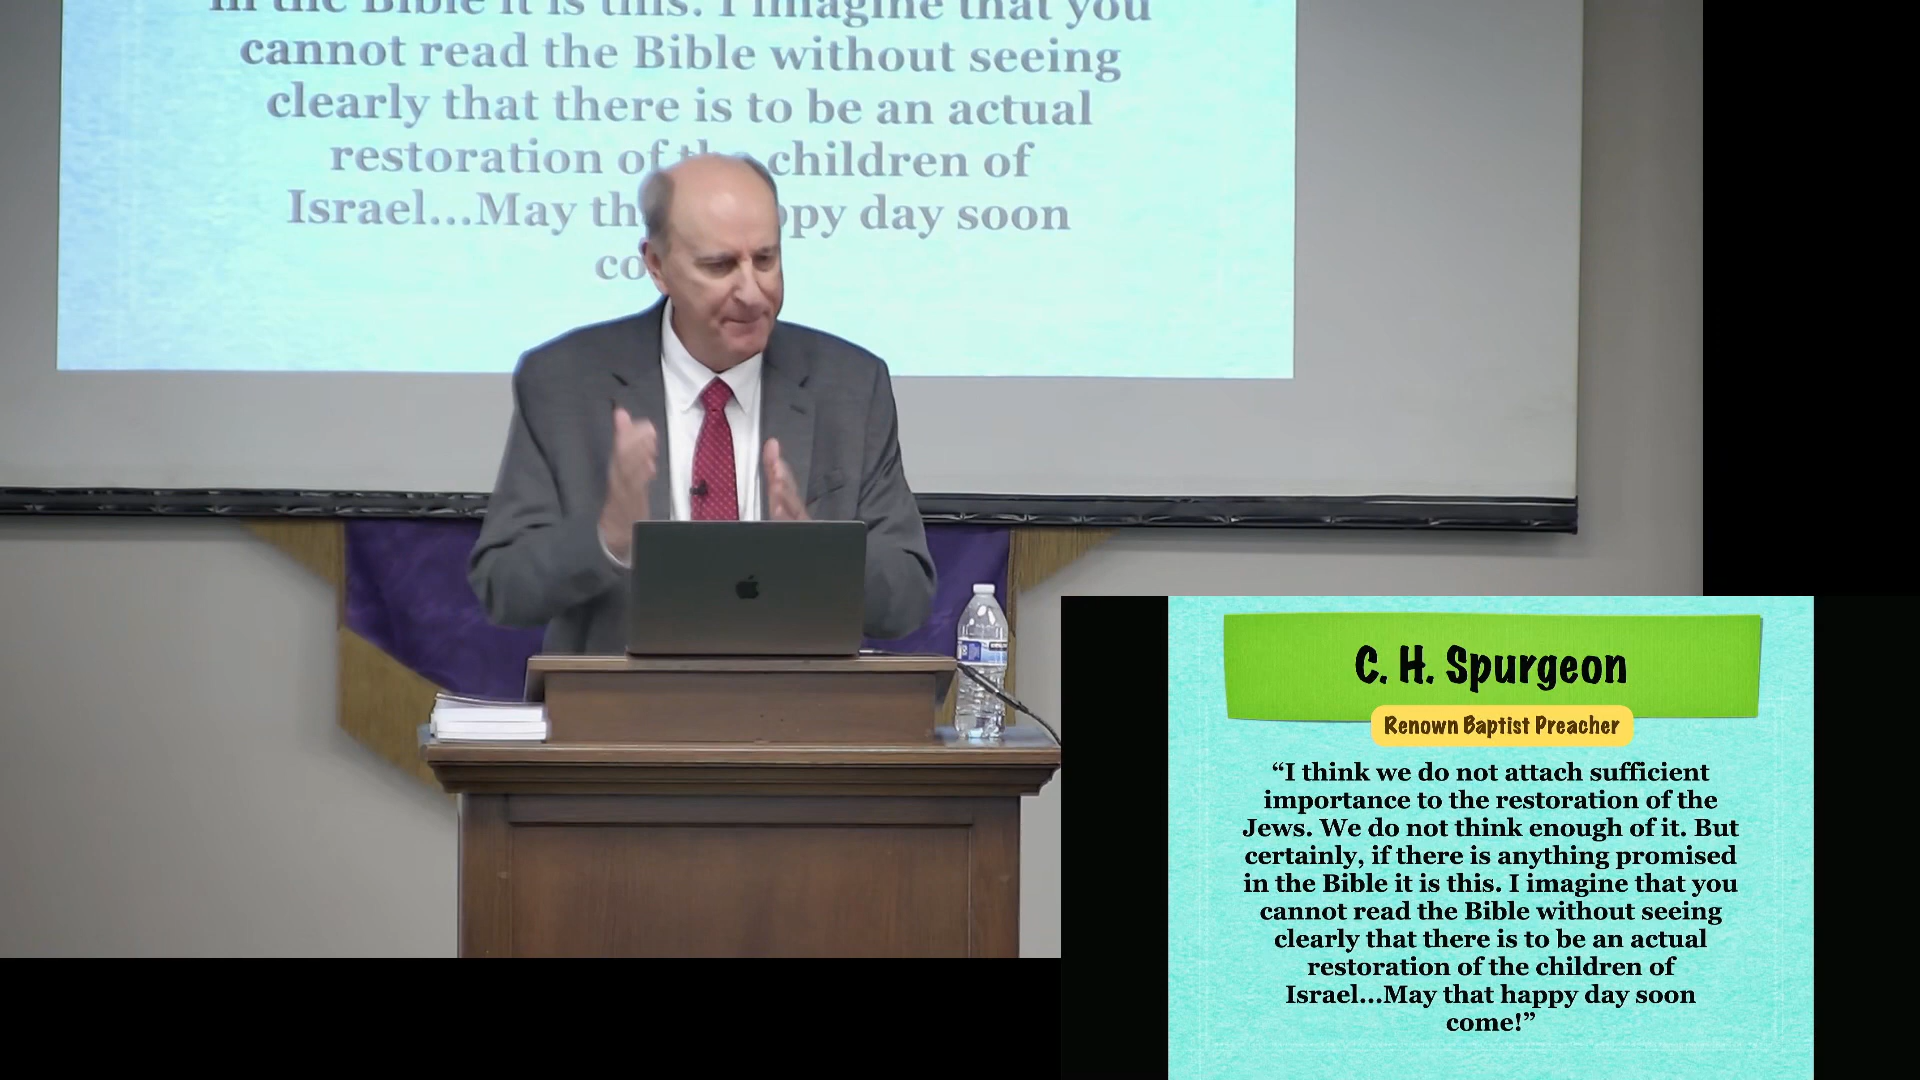 in the Bible it is this. I imagine that you
cannot read the Bible without seeing
clearly that there is to be an actual
restoration of the children of
Israel...May th ppy day soon
co
C. H. Spurgeon
Renown Baptist Preacher
“I think we do not attach sufficient
importance to the restoration of the
Jews. We do not think enough of it. But
certainly, if there is anything promised
in the Bible it is this. I imagine that you
cannot read the Bible without seeing
clearly that there is to be an actual
restoration of the children of
Israel...May that happy day soon
come!”